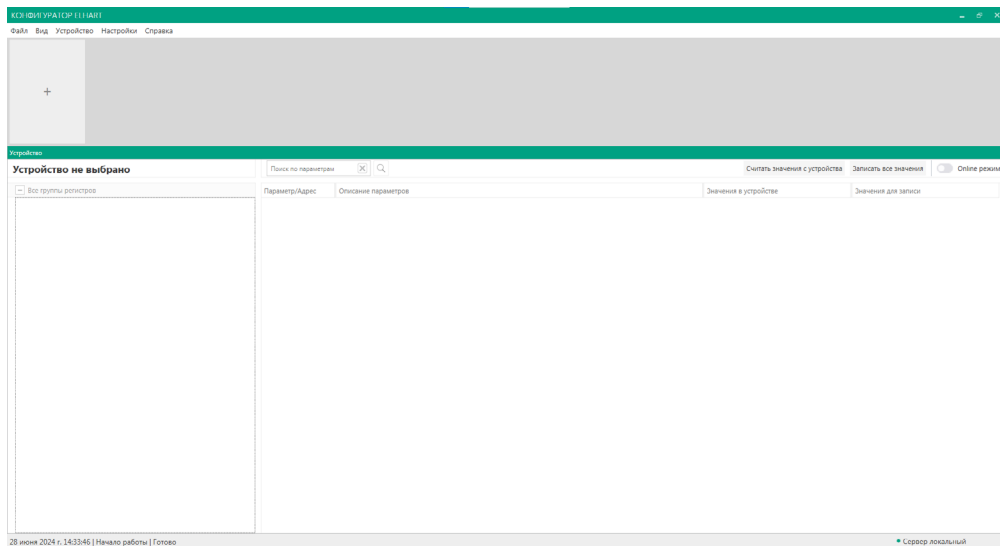 КОНФИГУРАТОР ELHART
Файл Вид Устройство Настройки Справка
+
Устройство
Устройство не выбрано
Поиск по параметрам
Считать значения с устройства Записать все значения Online режим
Все группы регистров
Параметр/Адрес Описание параметров Значения в устройстве Значения для записи
28 июня 2024 г. 14:33:46 | Начало работы | Готово
Сервер локальный